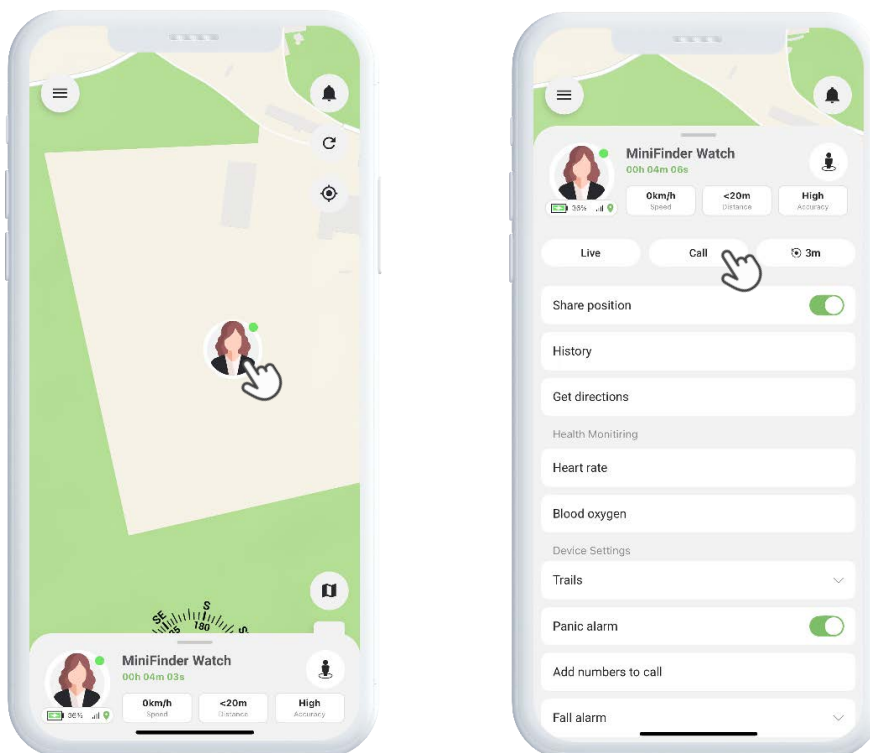 S
SE
180
MiniFinder Watch
00h 04m 03s
36%
0km/h
Speed
<20m
Distance
High
Accuracy
MiniFinder Watch
00h 04m 06s
36%
0km/h
Speed
<20m
Distance
High
Accuracy
Live
Call
3m
Share position
History
Get directions
Health Monitiring
Heart rate
Blood oxygen
Device Settings
Trails
Panic alarm
Add numbers to call
Fall alarm